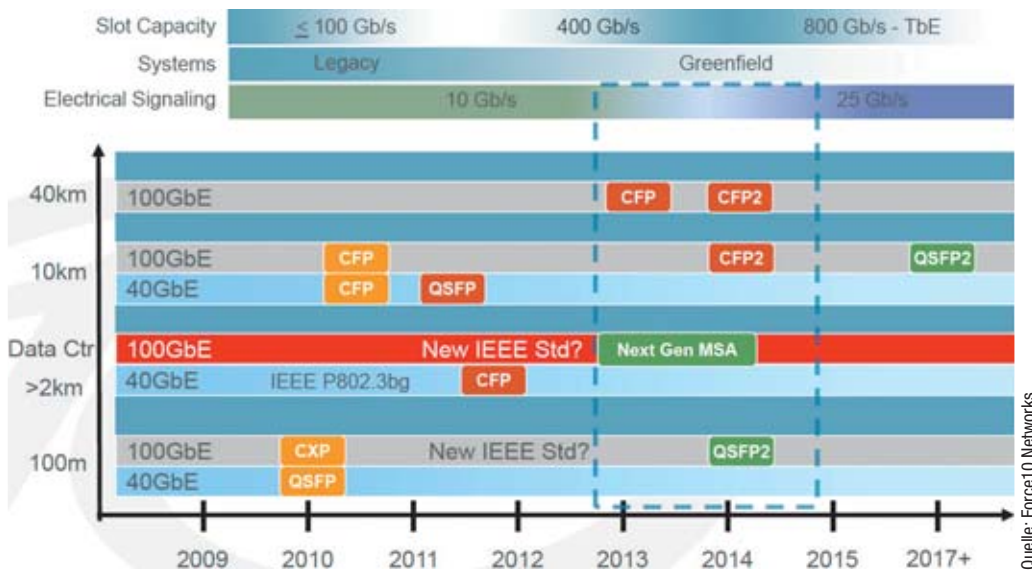 Slot Capacity ≤ 100 Gb/s 400 Gb/s 800 Gb/s - TbE
Systems Legacy Greenfield
Electrical Signaling 10 Gb/s 25 Gb/s
40km 100GbE CFP CFP2
10km
100GbE CFP CFP2 QSFP2
40GbE CFP QSFP
Data Ctr 100GbE New IEEE Std? Next Gen MSA
>2km 40GbE IEEE P802.3bg CFP
100m
100GbE CXP New IEEE Std? QSFP2
40GbE QSFP
2009 2010 2011 2012 2013 2014 2015 2017+
Quelle: Force10 Networks